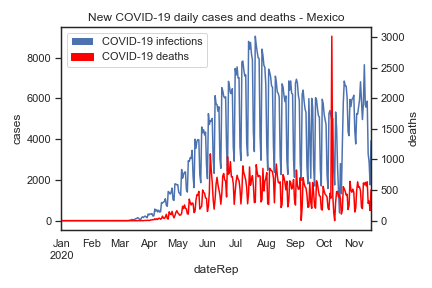 New COVID-19 daily cases and deaths - Mexico
COVID-19 infections
COVID-19 deaths
cases
8000
6000
4000
2000
0
deaths
3000
2500
2000
1500
1000
500
0
Jan Feb Mar Apr May Jun Jul Aug Sep Oct Nov
2020
dateRep